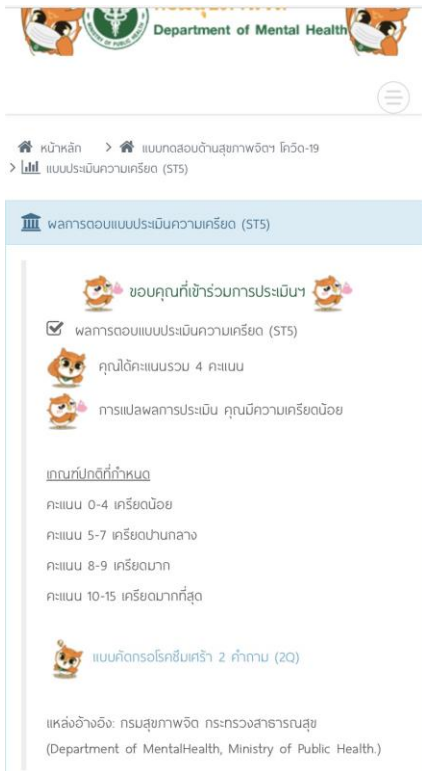 Department of Mental Health
MINISTRY OF PUBLIC HEALTH
หน้าหลัก > แบบทดสอบด้านสุขภาพจิตฯ โควิด-19
> แบบประเมินความเครียด (ST5)
ผลการตอบแบบประเมินความเครียด (ST5)
ขอบคุณที่เข้าร่วมการประเมินฯ
ผลการตอบแบบประเมินความเครียด (ST5)
คุณได้คะแนนรวม 4 คะแนน
การแปลผลการประเมิน คุณมีความเครียดน้อย
เกณฑ์ปกติที่กำหนด
คะแนน 0-4 เครียดน้อย
คะแนน 5-7 เครียดปานกลาง
คะแนน 8-9 เครียดมาก
คะแนน 10-15 เครียดมากที่สุด
แบบคัดกรอโรคซึมเศร้า 2 คำถาม (2Q)
แหล่งอ้างอิง: กรมสุขภาพจิต กระทรวงสาธารณสุข
(Department of MentalHealth, Ministry of Public Health.)